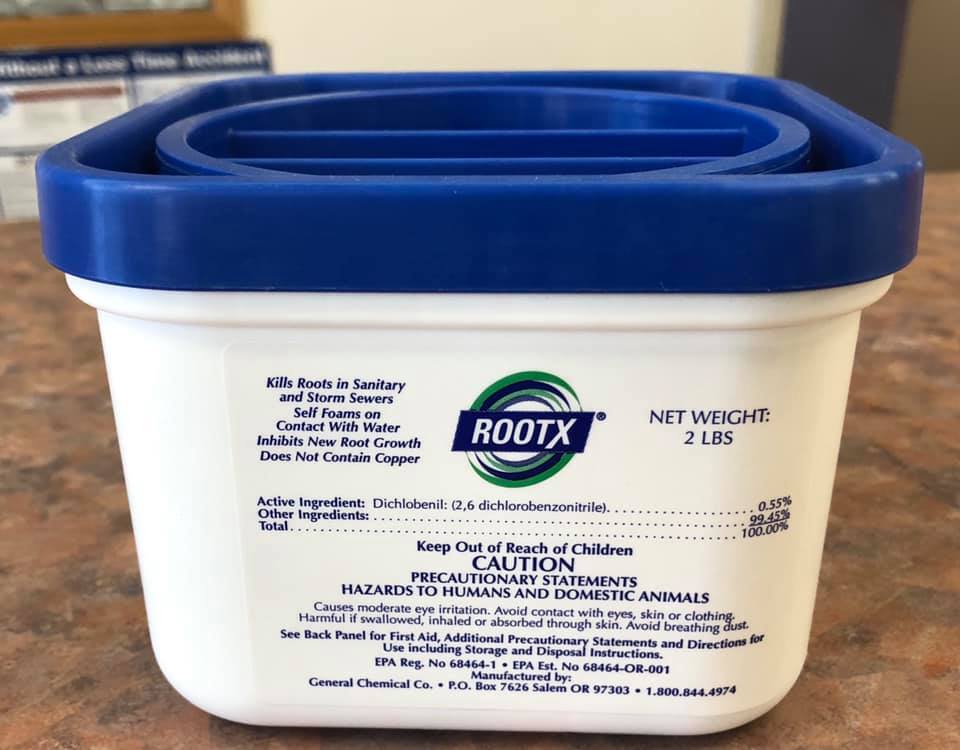 Without a Loss Time Accident
Kills Roots in Sanitary
and Storm Sewers
Self Foams on
Contact With Water
Inhibits New Root Growth
Does Not Contain Copper
ROOTX®
NET WEIGHT:
2 LBS
Active Ingredient: Dichlobenil: (2,6 dichlorobenzonitrile). . . . . . . . . . . . . . . . . . . . . . . 0.55%
Other Ingredients: . . . . . . . . . . . . . . . . . . . . . . . . . . . . . . . . . . . . . . . . . . . . . . . . . . . . . . . 99.45%
Total . . . . . . . . . . . . . . . . . . . . . . . . . . . . . . . . . . . . . . . . . . . . . . . . . . . . . . . . . . . . . . . . . . 100.00%
Keep Out of Reach of Children
CAUTION
PRECAUTIONARY STATEMENTS
HAZARDS TO HUMANS AND DOMESTIC ANIMALS
Causes moderate eye irritation. Avoid contact with eyes, skin or clothing.
Harmful if swallowed, inhaled or absorbed through skin. Avoid breathing dust.
See Back Panel for First Aid, Additional Precautionary Statements and Directions for
Use including Storage and Disposal Instructions.
EPA Reg. No 68464-1 • EPA Est. No 68464-OR-001
Manufactured by:
General Chemical Co. • P.O. Box 7626 Salem OR 97303 • 1.800.844.4974